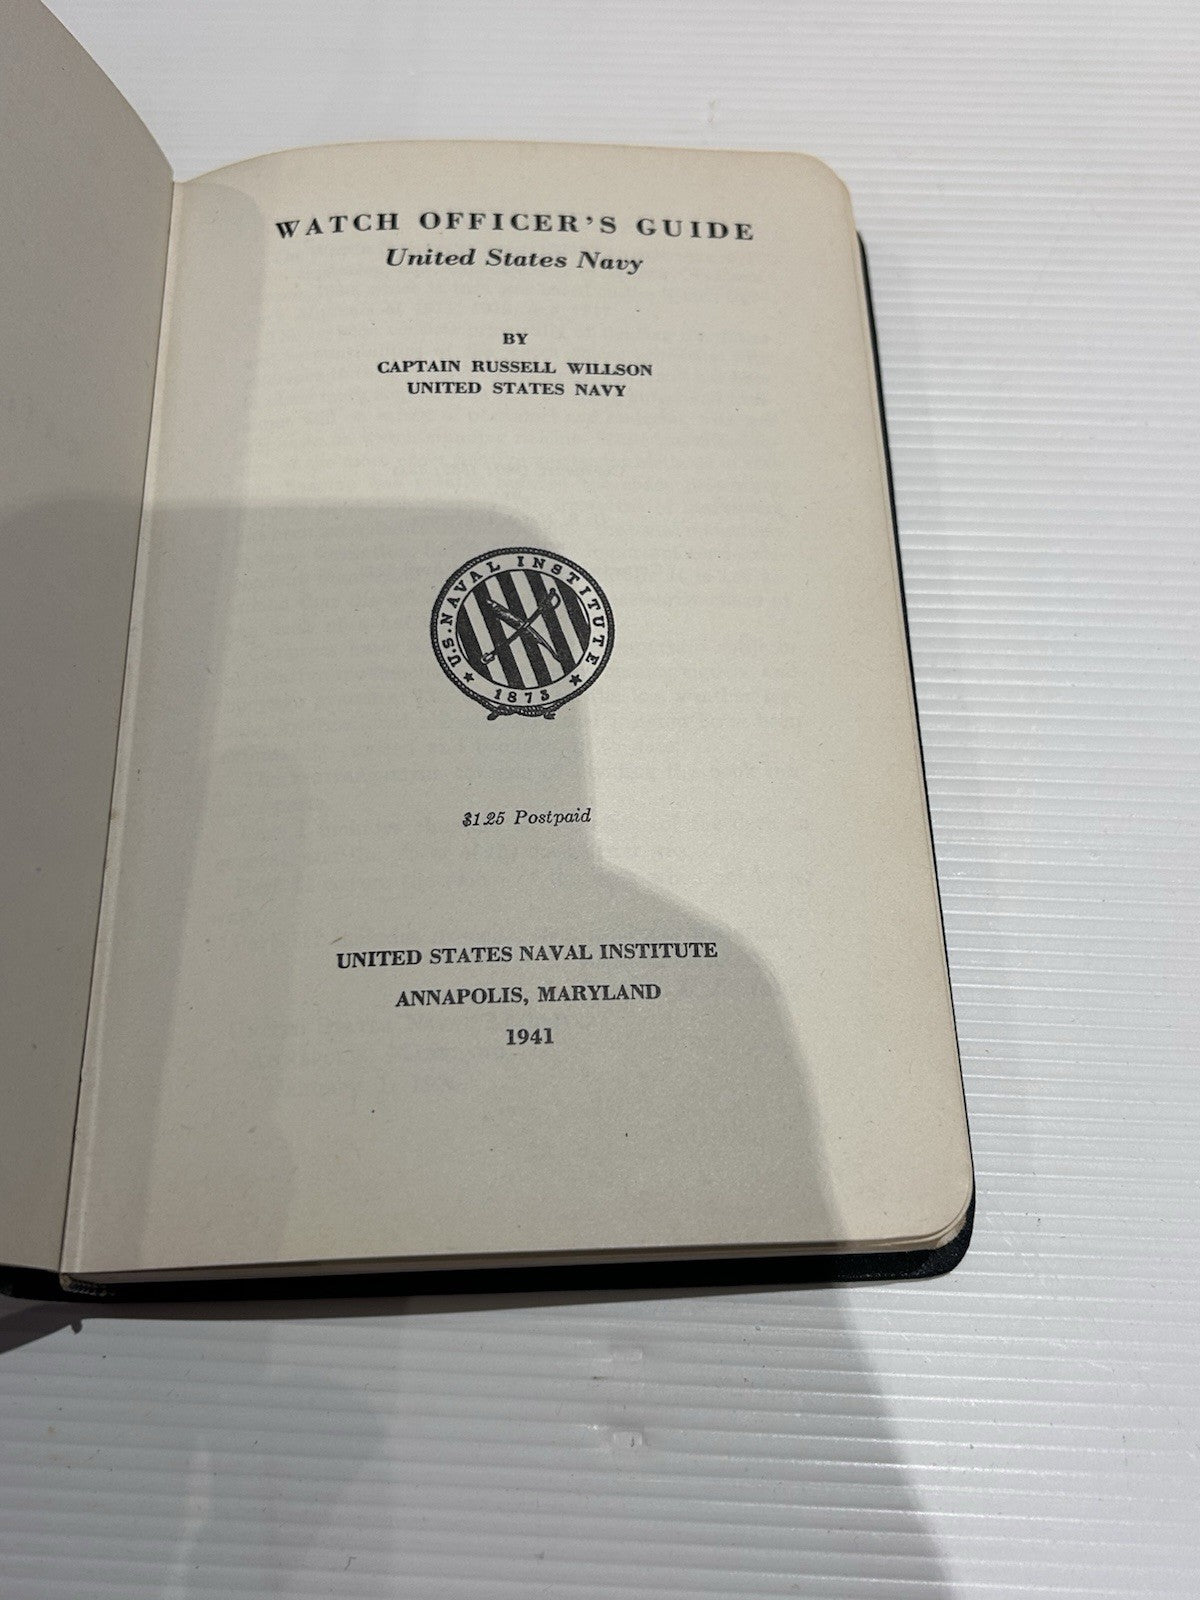 WATCH OFFICER'S GUIDE
United States Navy
BY
CAPTAIN RUSSELL WILLSON
UNITED STATES NAVY
U.S. NAVAL INSTITUTE
1873
$1.25 Postpaid
UNITED STATES NAVAL INSTITUTE
ANNAPOLIS, MARYLAND
1941